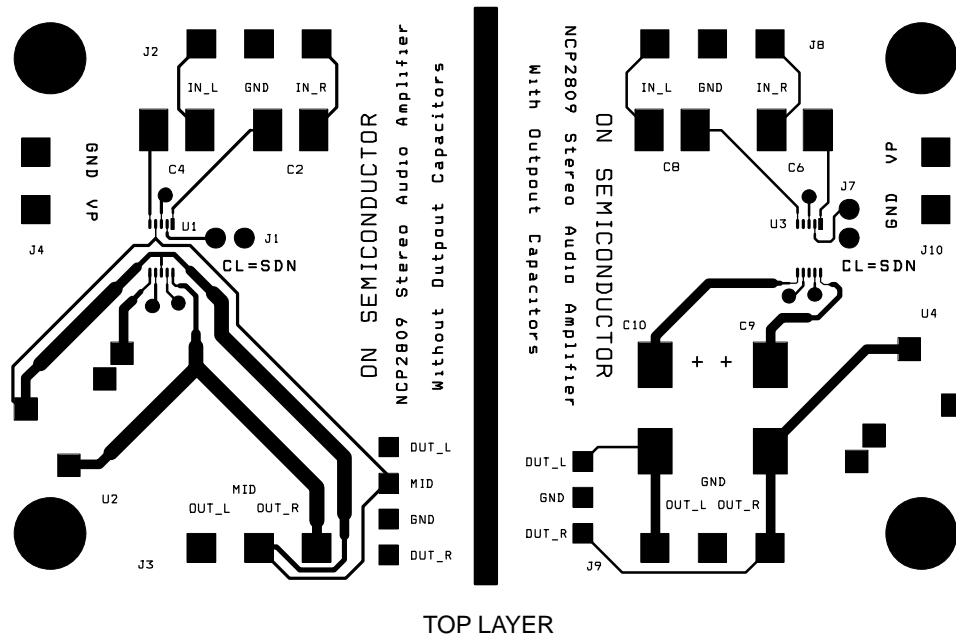 J2
IN_L GND IN_R
C4
C2
GND
VP
J4
U1
J1
CL=SDN
ON SEMICONDUCTOR
NCP2809 Stereo Audio Amplifier
Without Output Capacitors
U2
MID
OUT_L OUT_R
J3
OUT_L
MID
GND
OUT_R
With Outpout Capacitors
NCP2809 Stereo Audio Amplifier
ON SEMICONDUCTOR
J8
IN_L GND IN_R
C8
C6
J7
VP
GND
U3
J10
CL=SDN
C10
C9
U4
+ +
OUT_L
GND
OUT_R
GND
OUT_L OUT_R
J9
TOP LAYER